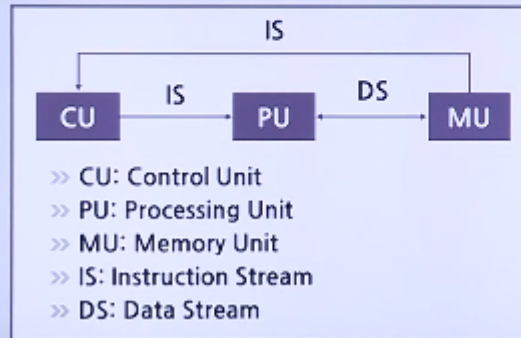 IS
IS
DS
CU
PU
MU
» CU: Control Unit
» PU: Processing Unit
» MU: Memory Unit
» IS: Instruction Stream
» DS: Data Stream